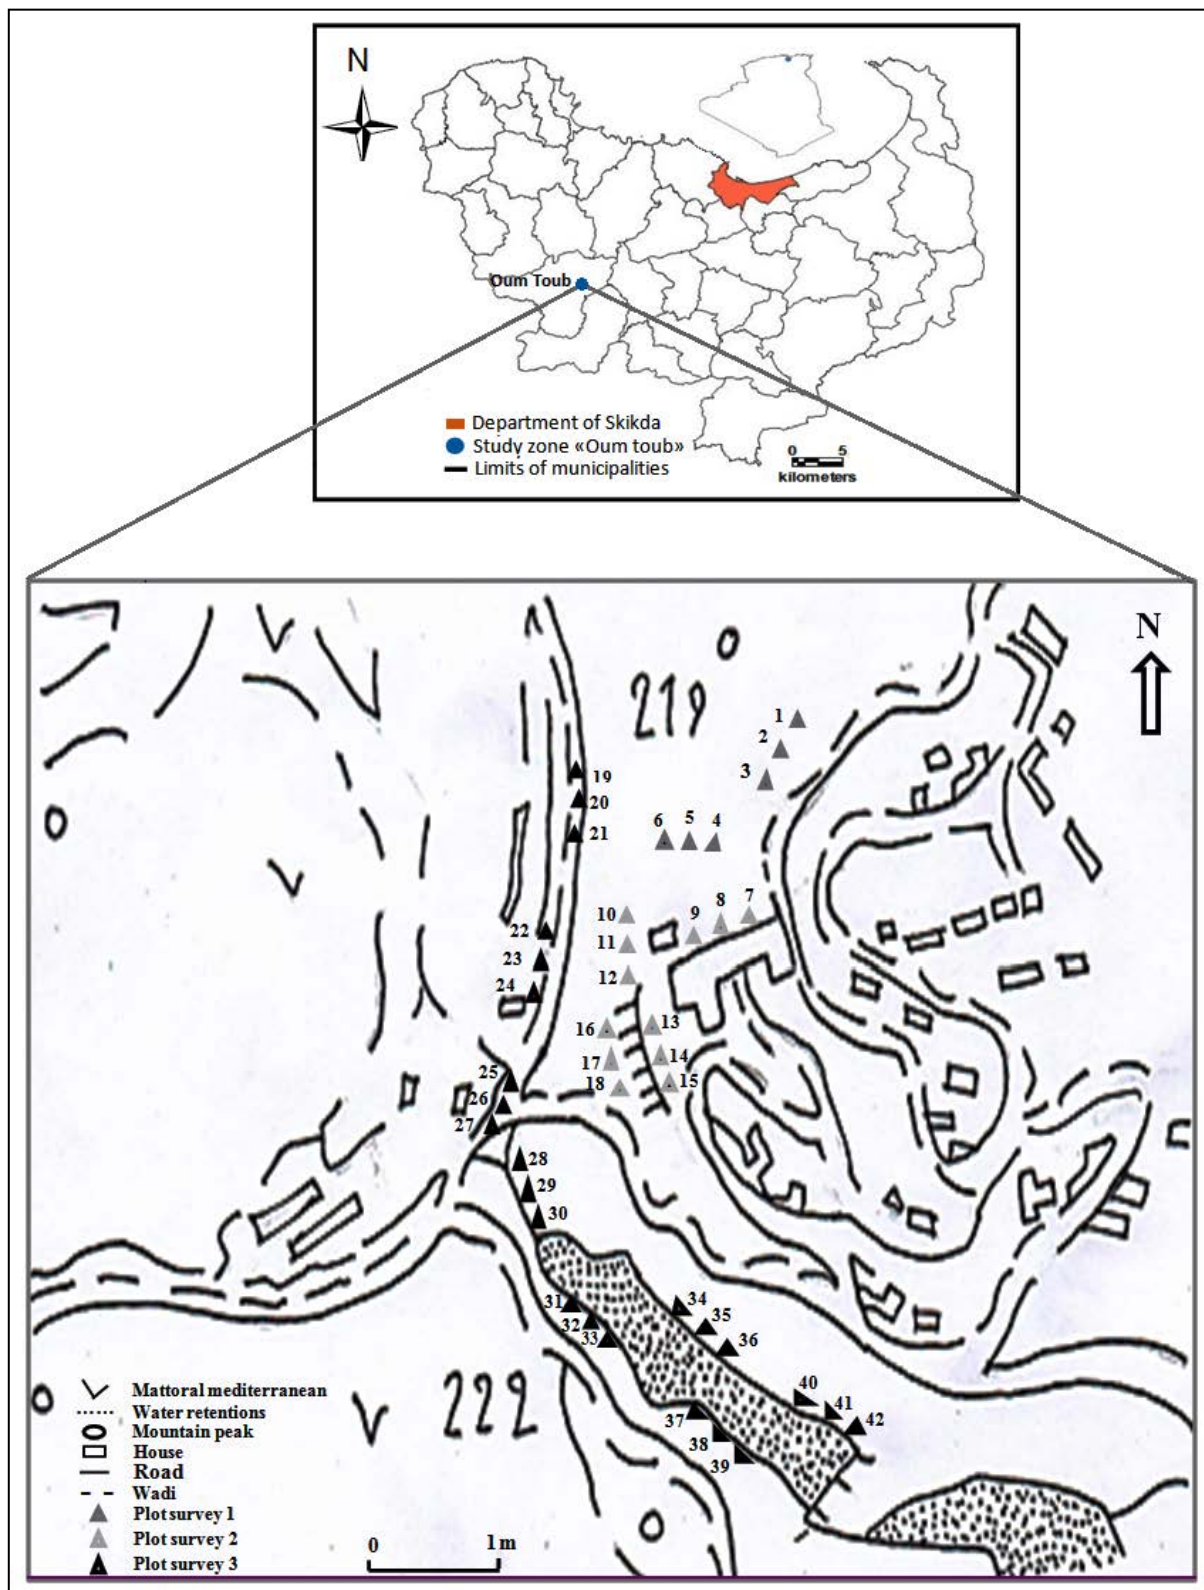 N
Oum Toub
Department of Skikda
Study zone «Oum toub»
Limits of municipalities
0 5
kilometers
N
219
1
2
3
19
20
21
6 5 4
10
11
12
9 8 7
22
23
24
16
17
18
13
14
15
25
26
27
28
29
30
31
32
33
34
35
36
37
38
39
40
41
42
222
Mattoral mediterranean
Water retentions
Mountain peak
House
Road
Wadi
Plot survey 1
Plot survey 2
Plot survey 3
0 1m